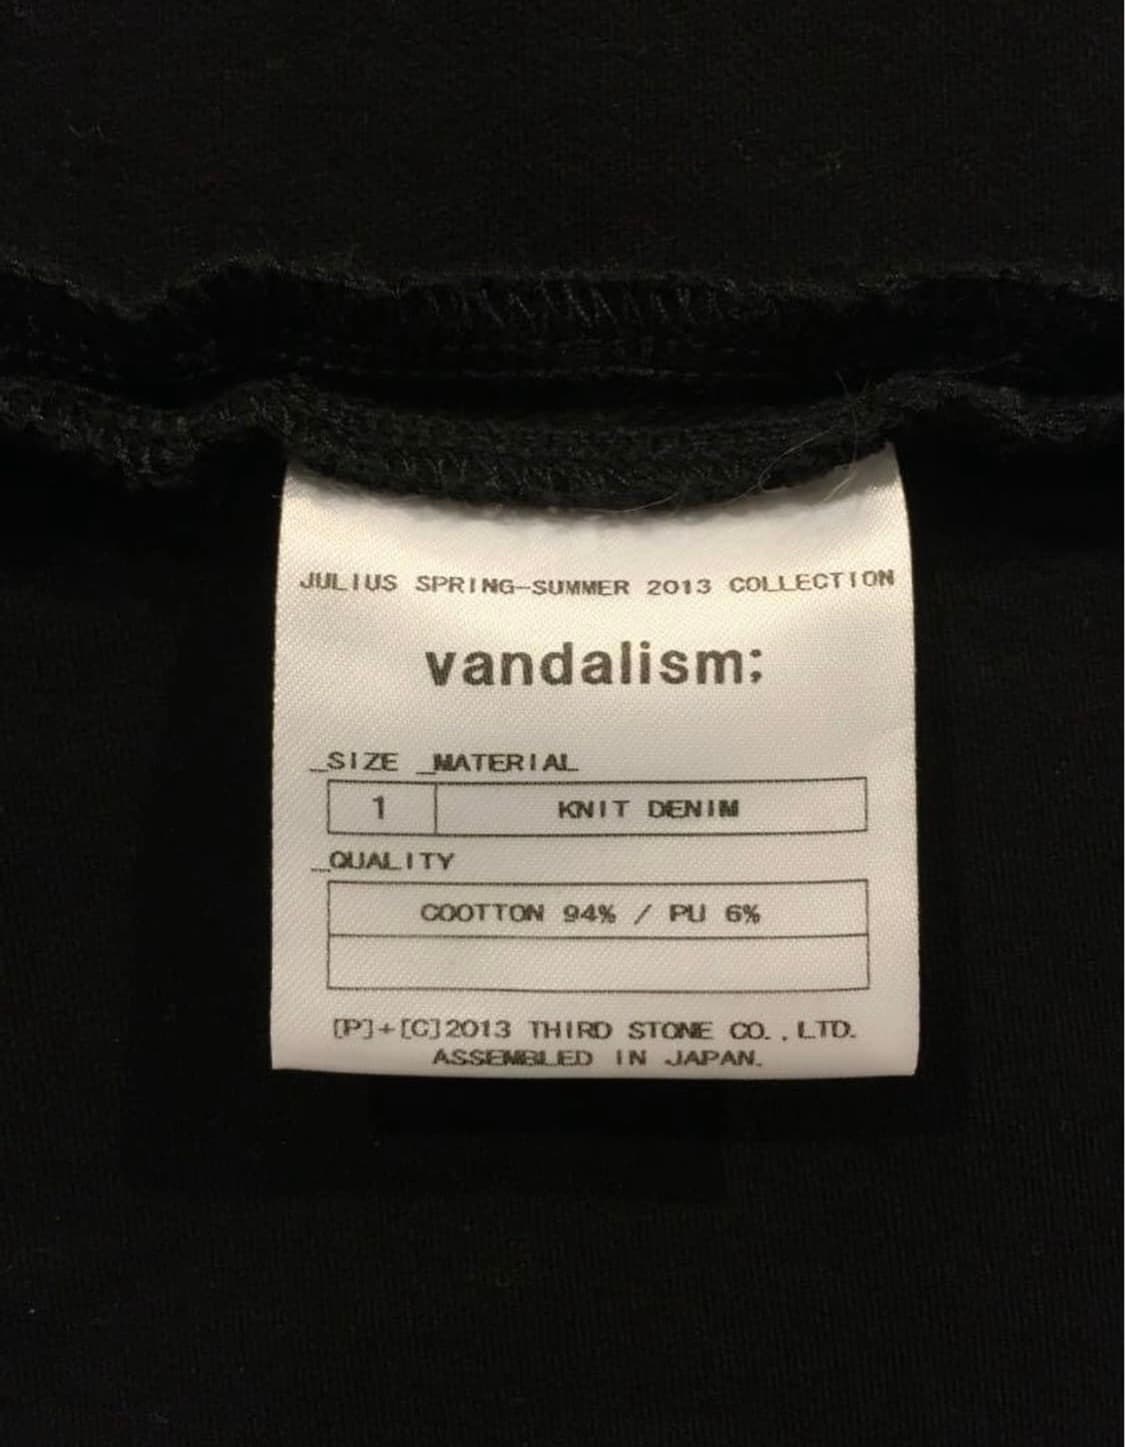 JULIUS SPRING-SUMMER 2013 COLLECTION
vandalism;
_SIZE _MATERIAL
1 KNIT DENIM
_QUALITY
COOTTON 94% / PU 6%
[P]+[C]2013 THIRD STONE CO.,LTD.
ASSEMBLED IN JAPAN.